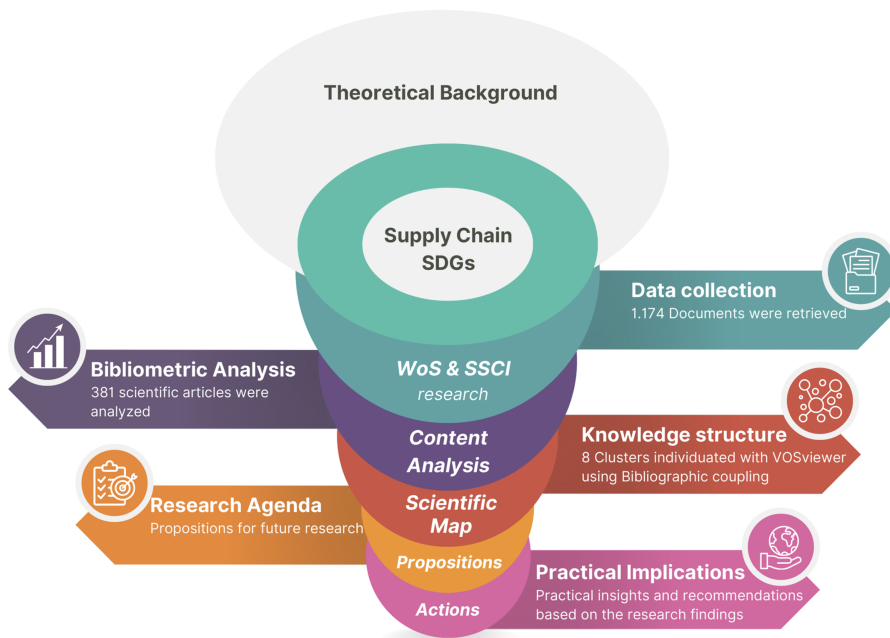 Theoretical Background
Supply Chain
SDGs
Data collection
1.174 Documents were retrieved
WoS & SSCI
research
Bibliometric Analysis
381 scientific articles were
analyzed
Content
Analysis
Knowledge structure
8 Clusters individuated with VOSviewer
using Bibliographic coupling
Scientific
Map
Research Agenda
Propositions for future research
Propositions
Practical Implications
Practical insights and recommendations
based on the research findings
Actions